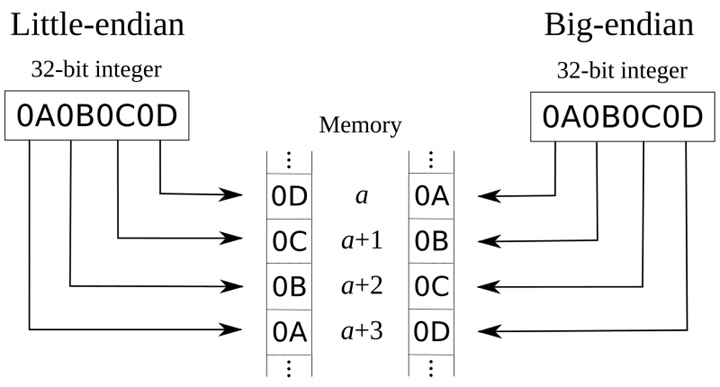 Little-endian
Big-endian
32-bit integer
32-bit integer
0A0B0C0D
0A0B0C0D
Memory
⋮ ⋮
0D a 0A
0C a+1 0B
0B a+2 0C
0A a+3 0D
⋮ ⋮